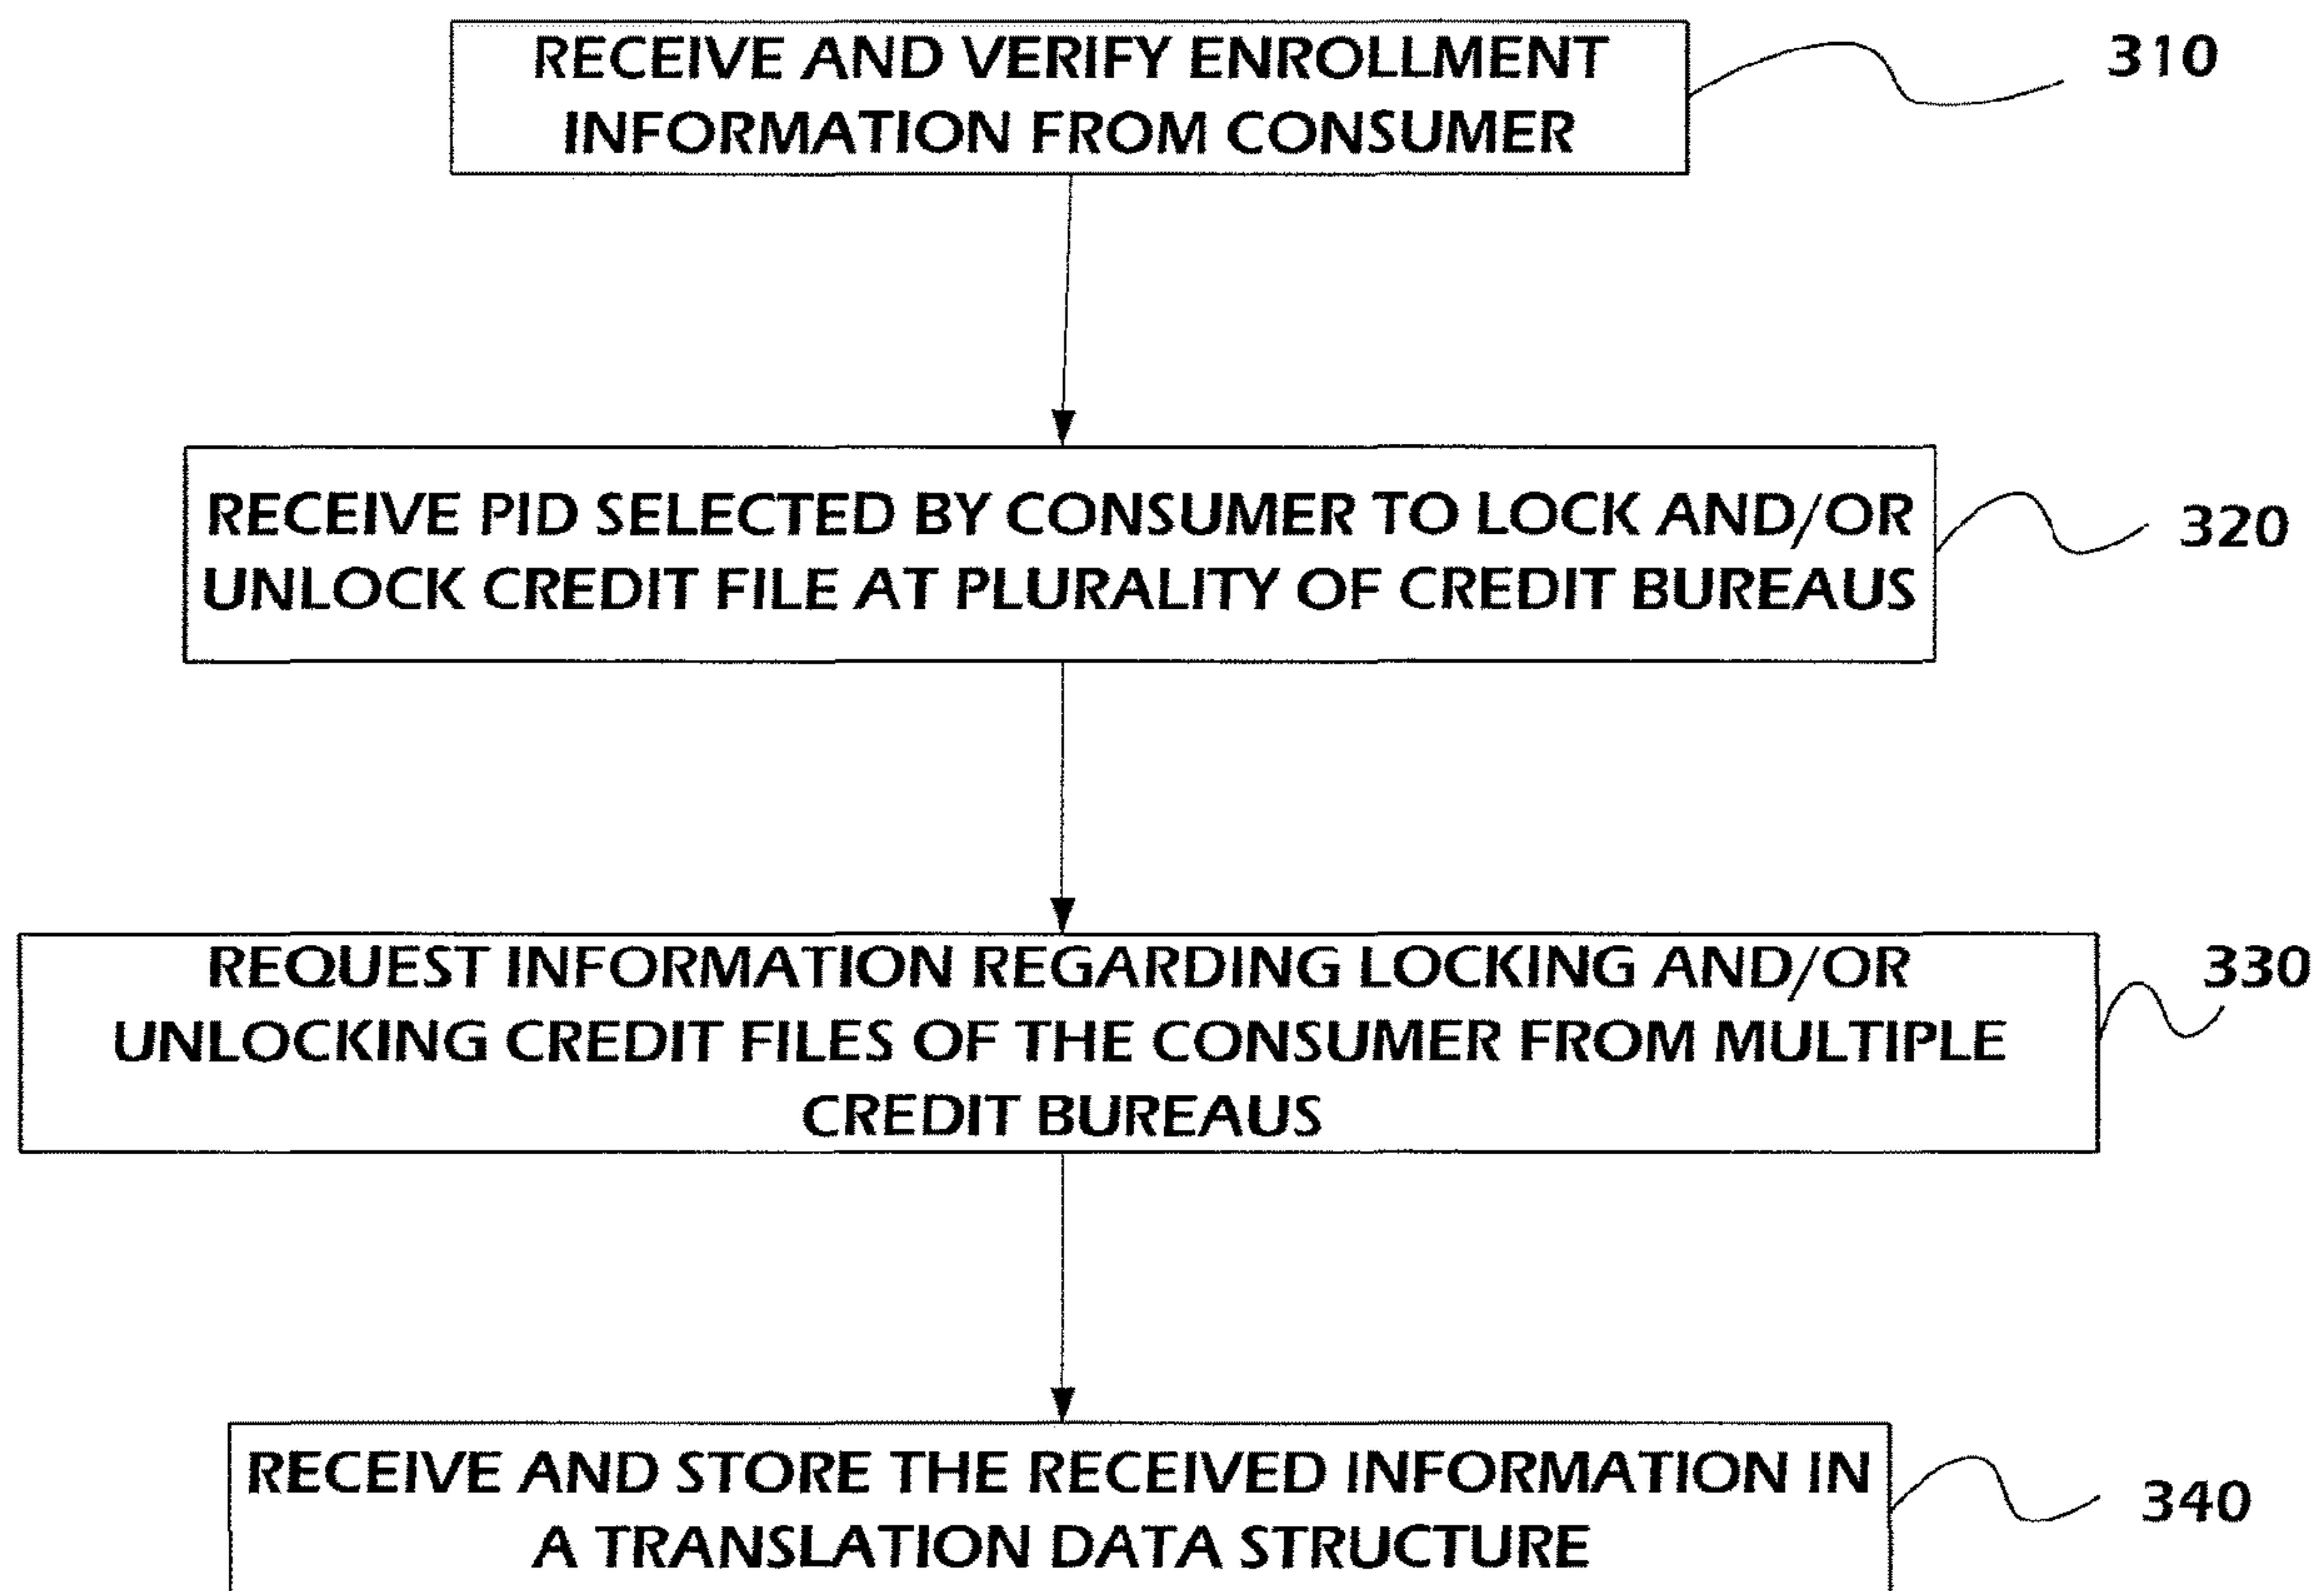 RECEIVE AND VERIFY ENROLLMENT
INFORMATION FROM CONSUMER
310
RECEIVE PID SELECTED BY CONSUMER TO LOCK AND/OR
UNLOCK CREDIT FILE AT PLURALITY OF CREDIT BUREAUS
320
REQUEST INFORMATION REGARDING LOCKING AND/OR
UNLOCKING CREDIT FILES OF THE CONSUMER FROM MULTIPLE
CREDIT BUREAUS
330
RECEIVE AND STORE THE RECEIVED INFORMATION IN
A TRANSLATION DATA STRUCTURE
340